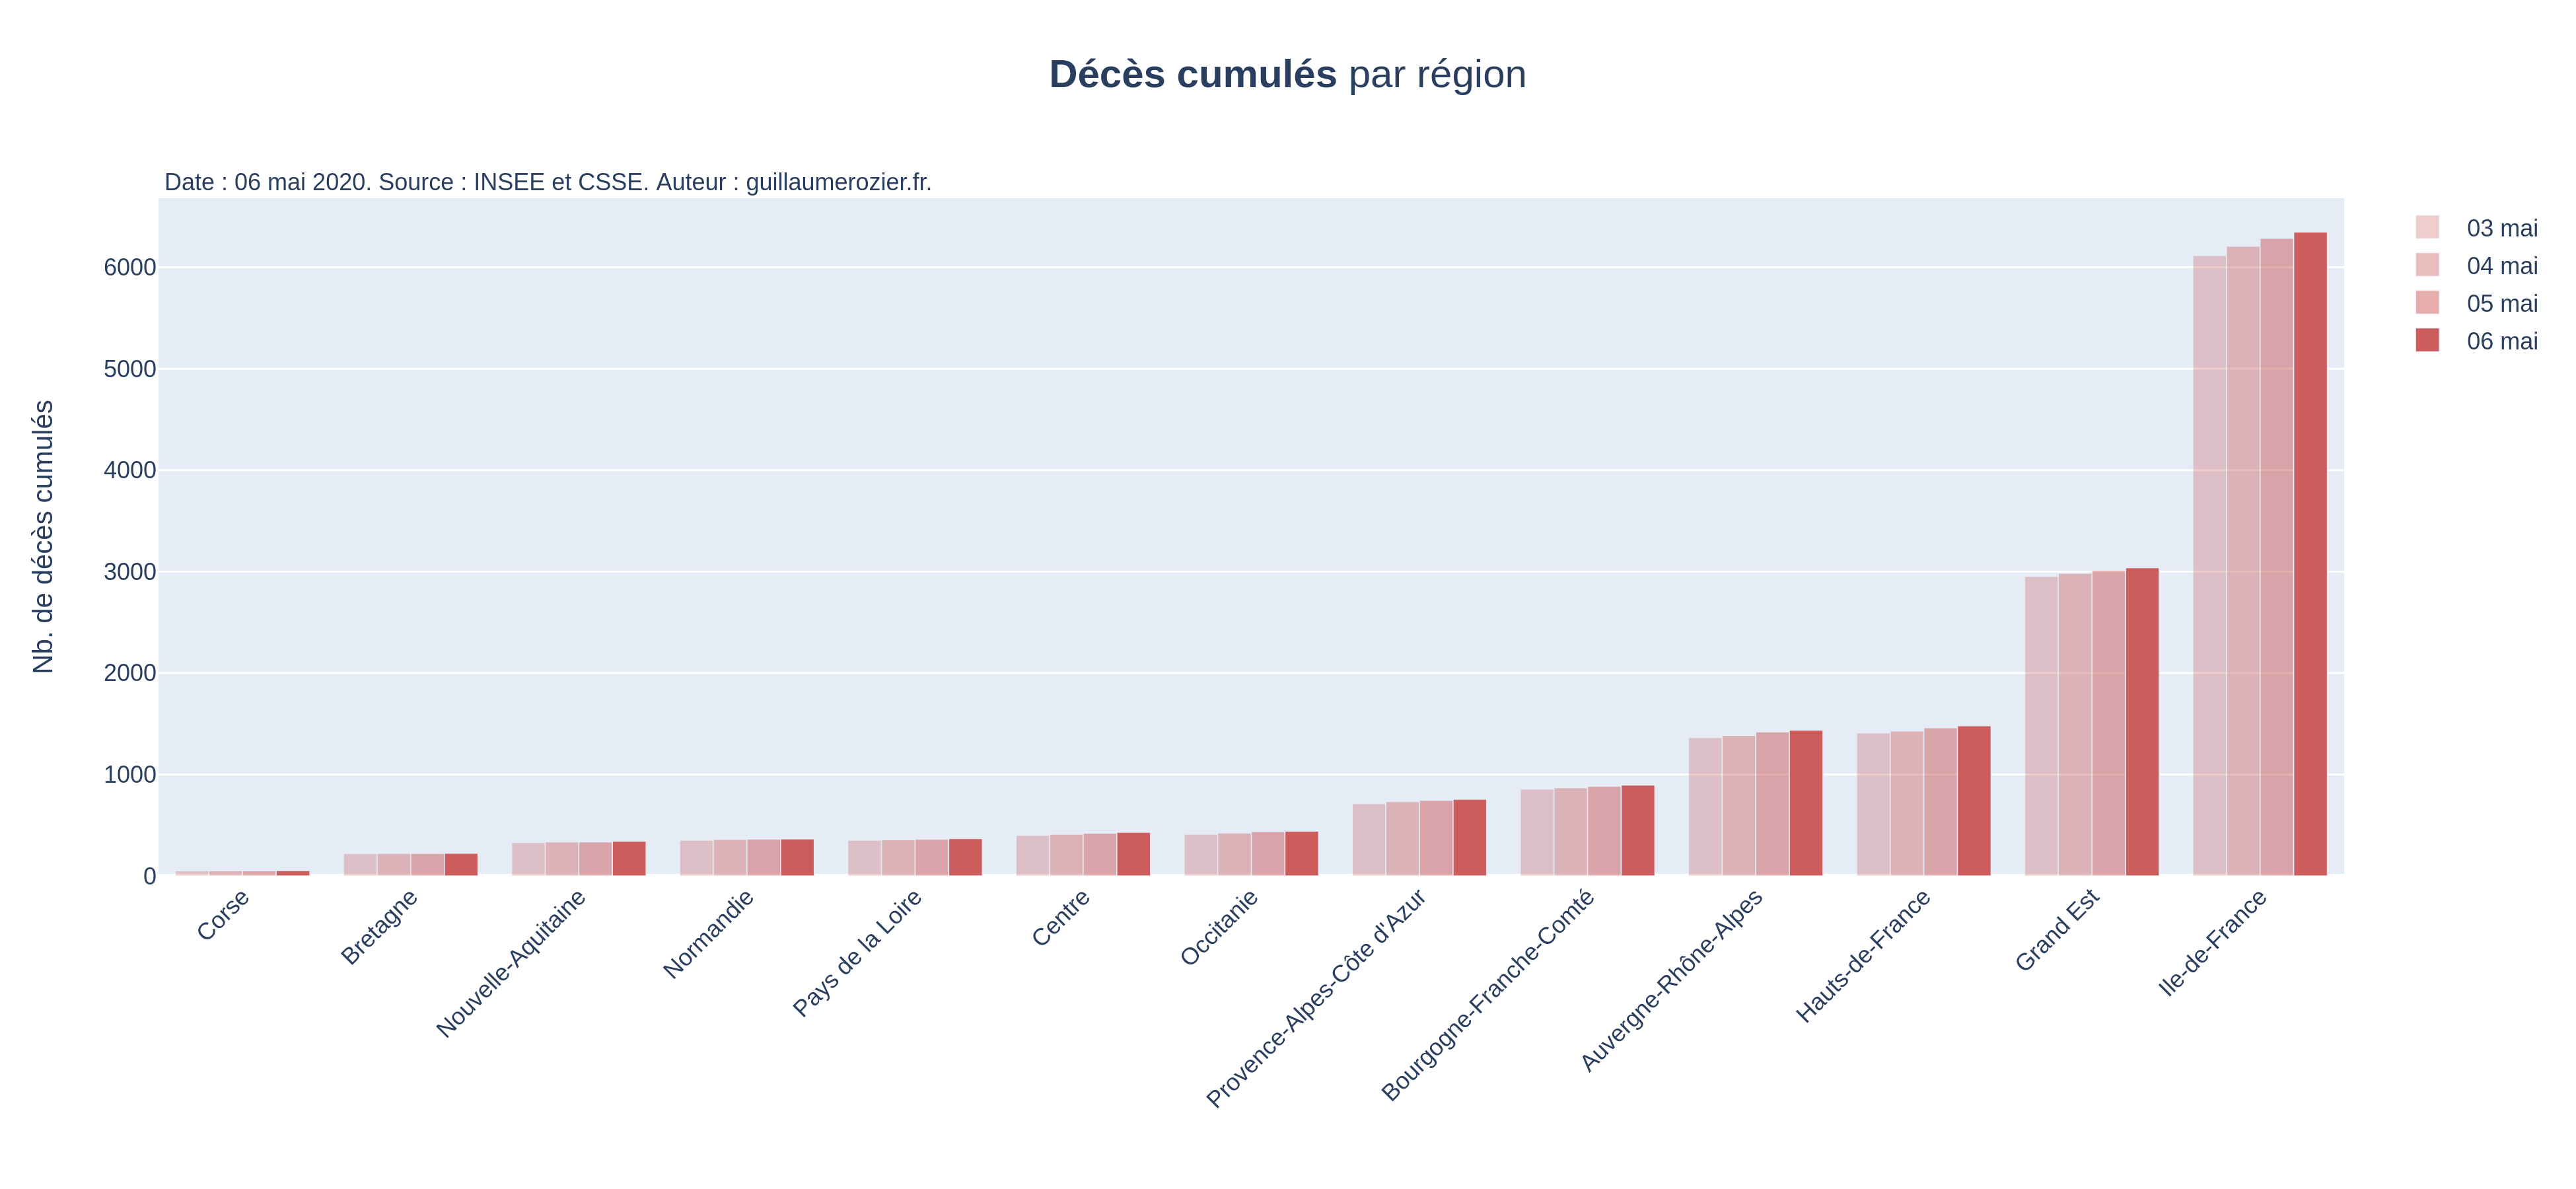 Décès cumulés par région
Date : 06 mai 2020. Source : INSEE et CSSE. Auteur : guillaumerozier.fr.
03 mai
04 mai
05 mai
06 mai
Nb. de décès cumulés
6000
5000
4000
3000
2000
1000
0
Corse
Bretagne
Nouvelle-Aquitaine
Normandie
Pays de la Loire
Centre
Occitanie
Provence-Alpes-Côte d'Azur
Bourgogne-Franche-Comté
Auvergne-Rhône-Alpes
Hauts-de-France
Grand Est
Ile-de-France